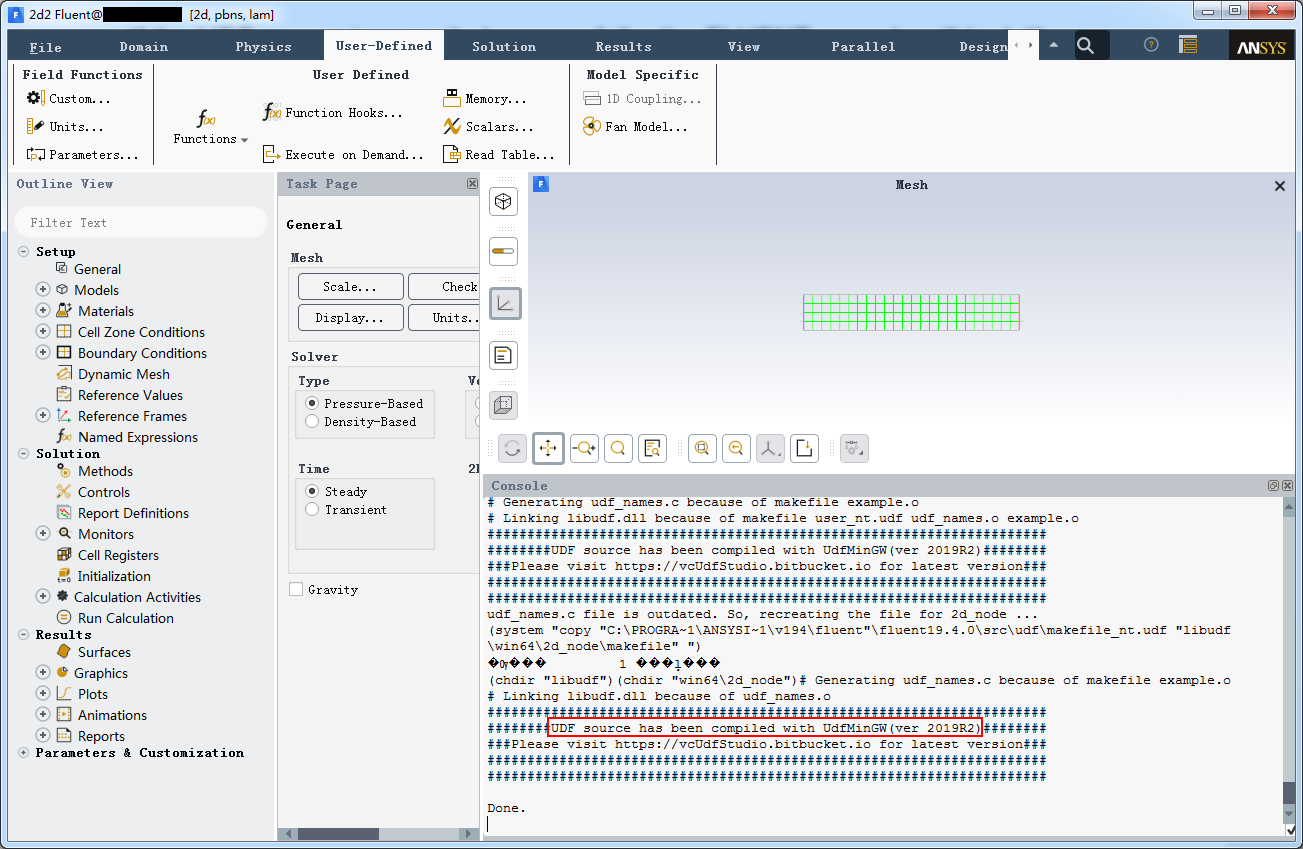 2d2 Fluent@ [2d, pbns, lam]
File Domain Physics User-Defined Solution Results View Parallel Design
ANSYS
Field Functions
Custom...
Units...
Parameters...
User Defined
Functions
Function Hooks...
Execute on Demand...
Memory...
Scalars...
Read Table...
Model Specific
1D Coupling...
Fan Model...
Outline View
Filter Text
Setup
General
Models
Materials
Cell Zone Conditions
Boundary Conditions
Dynamic Mesh
Reference Values
Reference Frames
Named Expressions
Solution
Methods
Controls
Report Definitions
Monitors
Cell Registers
Initialization
Calculation Activities
Run Calculation
Results
Surfaces
Graphics
Plots
Animations
Reports
Parameters & Customization
Task Page
General
Mesh
Scale... Check
Display... Units..
Solver
Type
Pressure-Based
Density-Based
Time
Steady
Transient
Gravity
Mesh
Console
# Generating udf_names.c because of makefile example.o
# Linking libudf.dll because of makefile user_nt.udf udf_names.o example.o
######################################################################
########UDF source has been compiled with UdfMinGW(ver 2019R2)########
###Please visit https://vcUdfStudio.bitbucket.io for latest version###
######################################################################
######################################################################
udf_names.c file is outdated. So, recreating the file for 2d_node ...
(system "copy "C:\PROGRA~1\ANSYSI~1\v194\fluent"\fluent19.4.0\src\udf\makefile_nt.udf "libudf
\win64\2d_node\makefile" ")
1
(chdir "libudf")(chdir "win64\2d_node")# Generating udf_names.c because of makefile example.o
# Linking libudf.dll because of udf_names.o
######################################################################
########UDF source has been compiled with UdfMinGW(ver 2019R2)########
###Please visit https://vcUdfStudio.bitbucket.io for latest version###
######################################################################
######################################################################
Done.